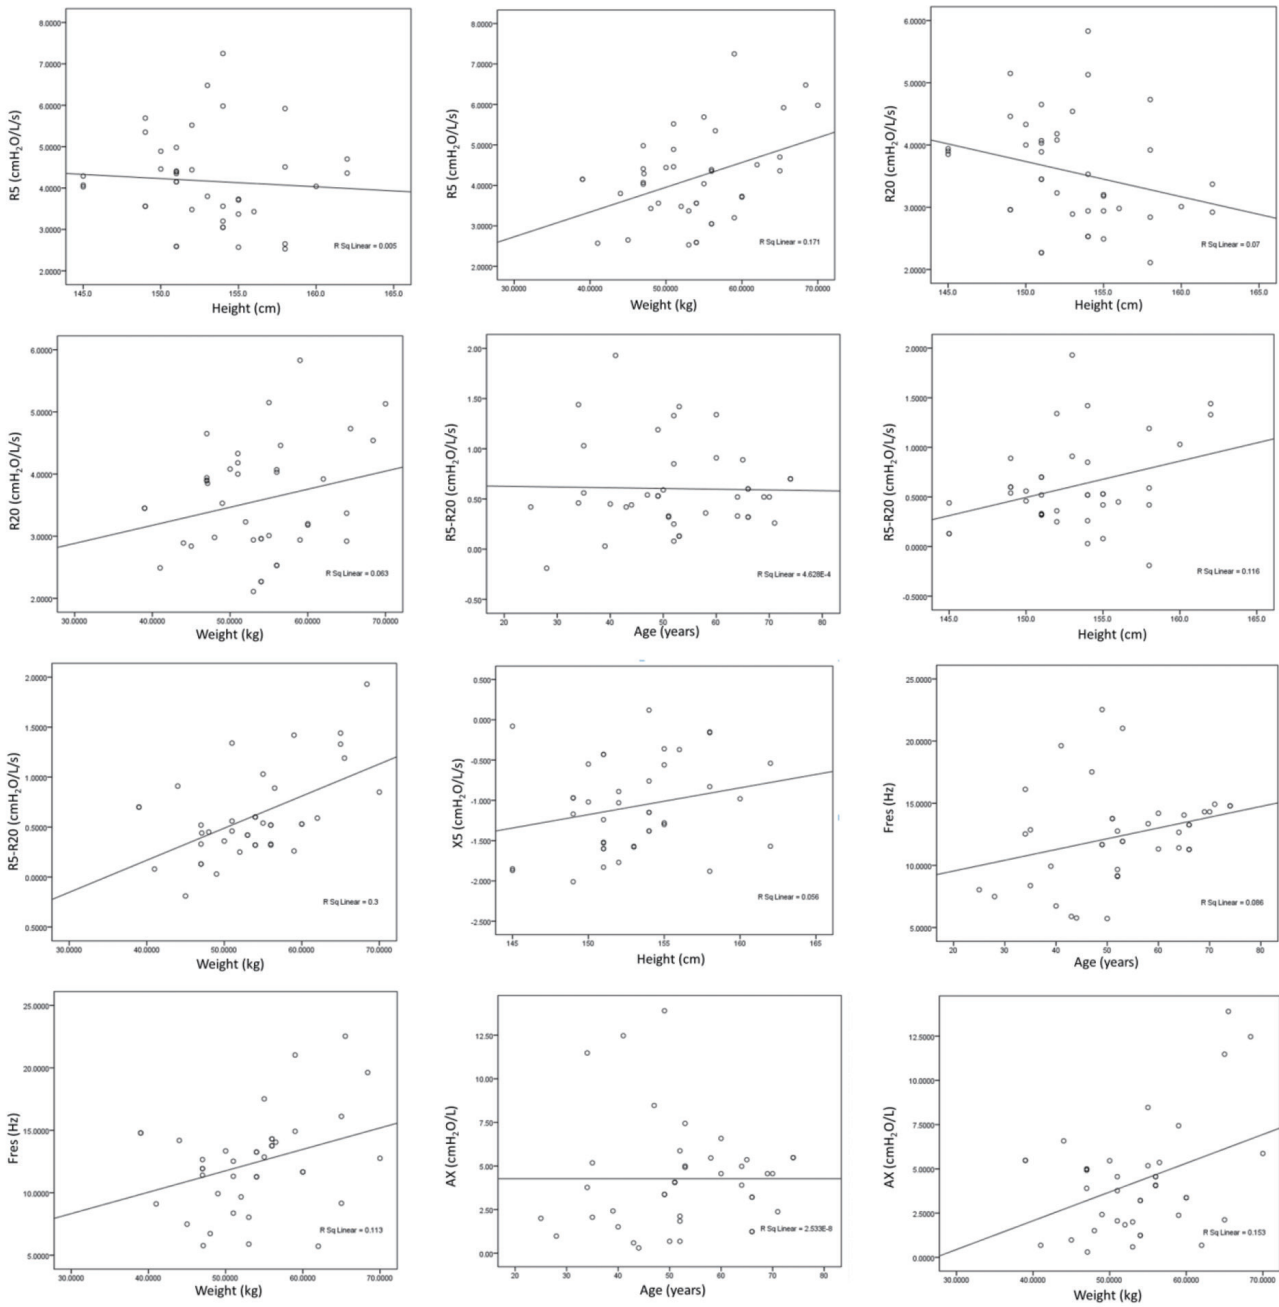 8.0000
7.0000
6.0000
5.0000
4.0000
3.0000
2.0000
R5 (cmH₂O/L/s)
R Sq Linear = 0.005
145.0 150.0 155.0 160.0 165.0
Height (cm)
8.0000
7.0000
6.0000
5.0000
4.0000
3.0000
2.0000
R5 (cmH₂O/L/s)
R Sq Linear = 0.171
30.0000 40.0000 50.0000 60.0000 70.0000
Weight (kg)
6.0000
5.0000
4.0000
3.0000
2.0000
R20 (cmH₂O/L/s)
R Sq Linear = 0.07
145.0 150.0 155.0 160.0 165.0
Height (cm)
6.0000
5.0000
4.0000
3.0000
2.0000
R20 (cmH₂O/L/s)
R Sq Linear = 0.063
30.0000 40.0000 50.0000 60.0000 70.0000
Weight (kg)
2.00
1.50
1.00
0.50
0.00
-0.50
R5-R20 (cmH₂O/L/s)
R Sq Linear = 4.628E-4
20 30 40 50 60 70 80
Age (years)
2.0000
1.5000
1.0000
0.5000
0.0000
-0.5000
R5-R20 (cmH₂O/L/s)
R Sq Linear = 0.116
145.0 150.0 155.0 160.0 165.0
Height (cm)
2.0000
1.5000
1.0000
0.5000
0.0000
0.5000
R5-R20 (cmH₂O/L/s)
R Sq Linear = 0.3
30.0000 40.0000 50.0000 60.0000 70.0000
Weight (kg)
0.500
0.000
-0.500
-1.000
-1.500
-2.000
-2.500
X5 (cmH₂O/L/s)
R Sq Linear = 0.056
145 150 155 160 165
Height (cm)
25.0000
20.0000
15.0000
10.0000
5.0000
Fres (Hz)
R Sq Linear = 0.086
20 30 40 50 60 70 80
Age (years)
25.0000
20.0000
15.0000
10.0000
5.0000
Fres (Hz)
R Sq Linear = 0.113
30.0000 40.0000 50.0000 60.0000 70.0000
Weight (kg)
12.50
10.00
7.50
5.00
2.50
0.00
AX (cmH₂O/L)
R Sq Linear = 2.533E-8
20 30 40 50 60 70 80
Age (years)
12.5000
10.0000
7.5000
5.0000
2.5000
0.0000
AX (cmH₂O/L)
R Sq Linear = 0.153
30.0000 40.0000 50.0000 60.0000 70.0000
Weight (kg)